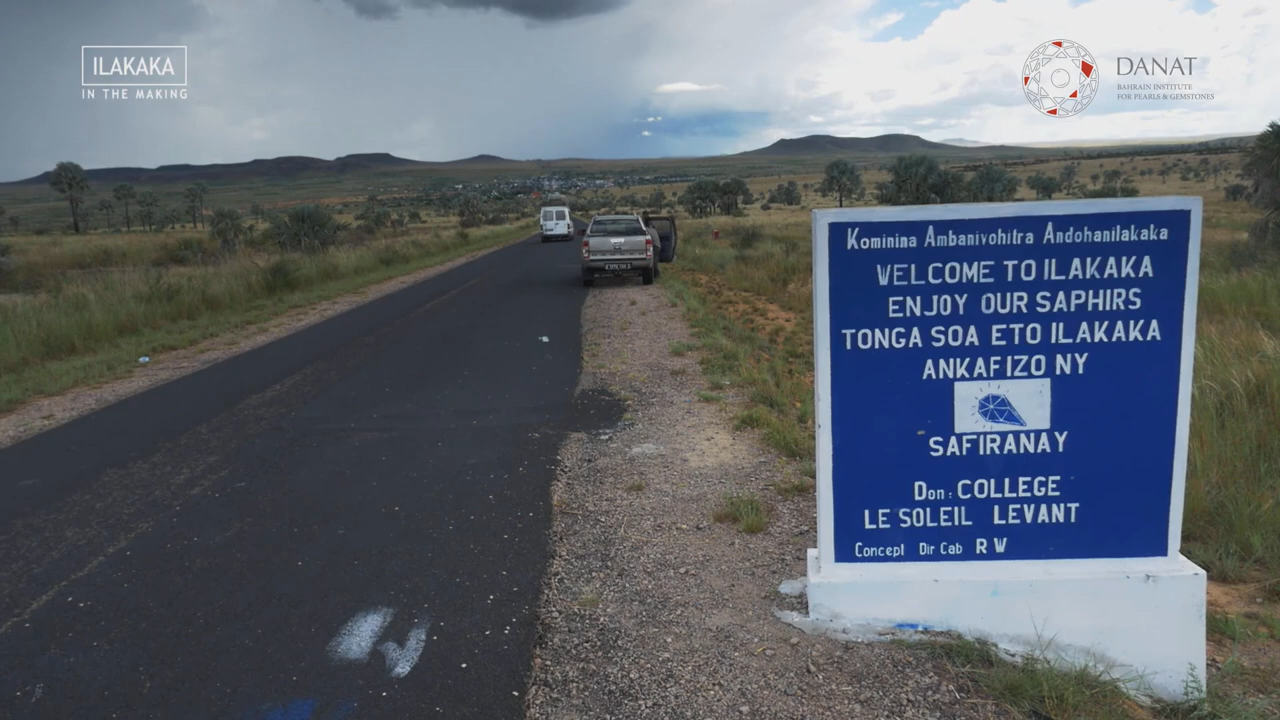 ILAKAKA
IN THE MAKING
DANAT
BAHRAIN INSTITUTE
FOR PEARLS & GEMSTONES
Kominina Ambanivohitra Andohanilakaka
WELCOME TO ILAKAKA
ENJOY OUR SAPHIRS
TONGA SOA ETO ILAKAKA
ANKAFIZO NY
SAFIRANAY
Don : COLLEGE
LE SOLEIL LEVANT
Concept Dir Cab R W